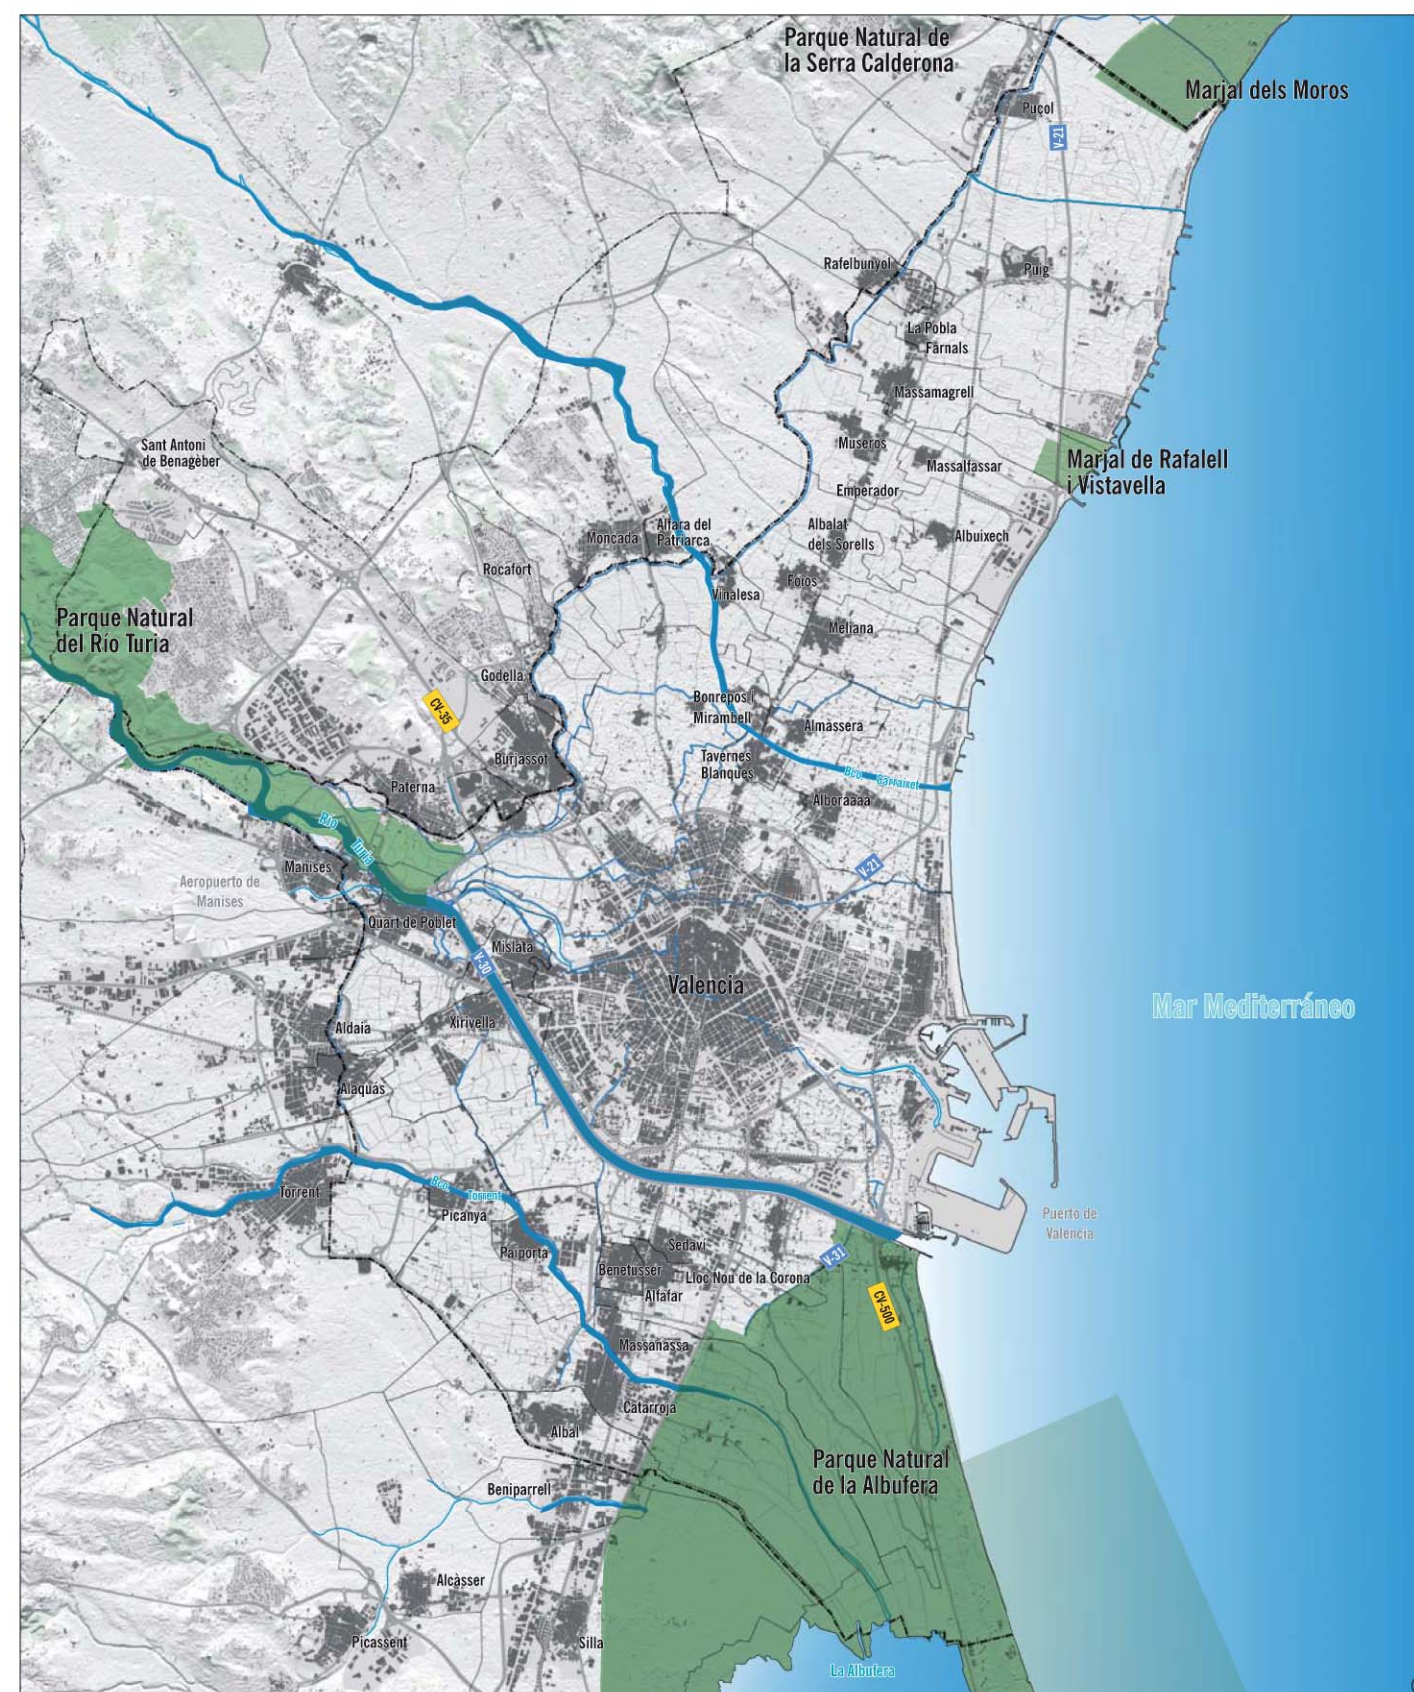 Parque Natural de
la Serra Calderona
Marjal dels Moros
Puçol
V-21
Rafelbunyol
Puig
La Pobla
Farnals
Massamagrell
Museros
Massalfassar
Marjal de Rafalell
i Vistavella
Emperador
Sant Antoni
de Benagèber
Albalat
dels Sorells
Albuixech
Moncada
Alfara del
Patriarca
Rocafort
Foios
Vinalesa
Meliana
Parque Natural
del Río Turia
Godella
CV-35
Bonrepos i
Mirambell
Almàssera
Burjassot
Tavernes
Blanques
Bco. Carraixet
Paterna
Alboraaaa
Río
Turia
Manises
V-21
Aeropuerto de
Manises
Quart de Poblet
Mislata
V-30
Valencia
Mar Mediterráneo
Xirivella
Aldaia
Alaquas
Torrent
Bco. Torrent
Picanya
Puerto de
Valencia
Paiporta
Sedaví
V-31
Benetusser
Lloc Nou de la Corona
Alfafar
CV-500
Massanassa
Catarroja
Albal
Parque Natural
de la Albufera
Beniparrell
Alcàsser
Picassent
Silla
La Albufera